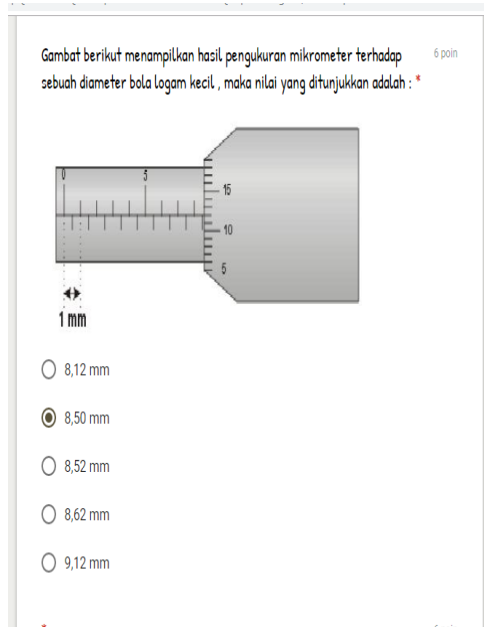 Gambat berikut menampilkan hasil pengukuran mikrometer terhadap
6 poin
sebuah diameter bola logam kecil , maka nilai yang ditunjukkan adalah : *
0
5
15
10
5
1 mm
8,12 mm
8,50 mm
8,52 mm
8,62 mm
9,12 mm
*